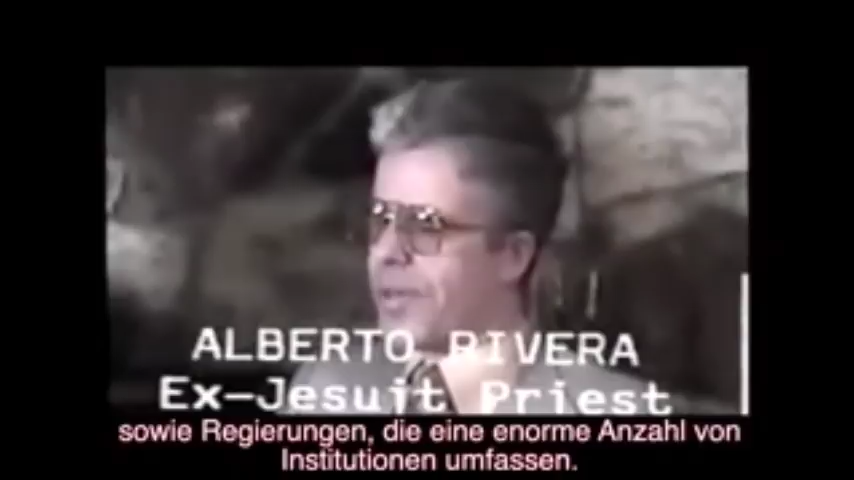 ALBERTO RIVERA
Ex-Jesuit Priest
sowie Regierungen, die eine enorme Anzahl von
Institutionen umfassen.